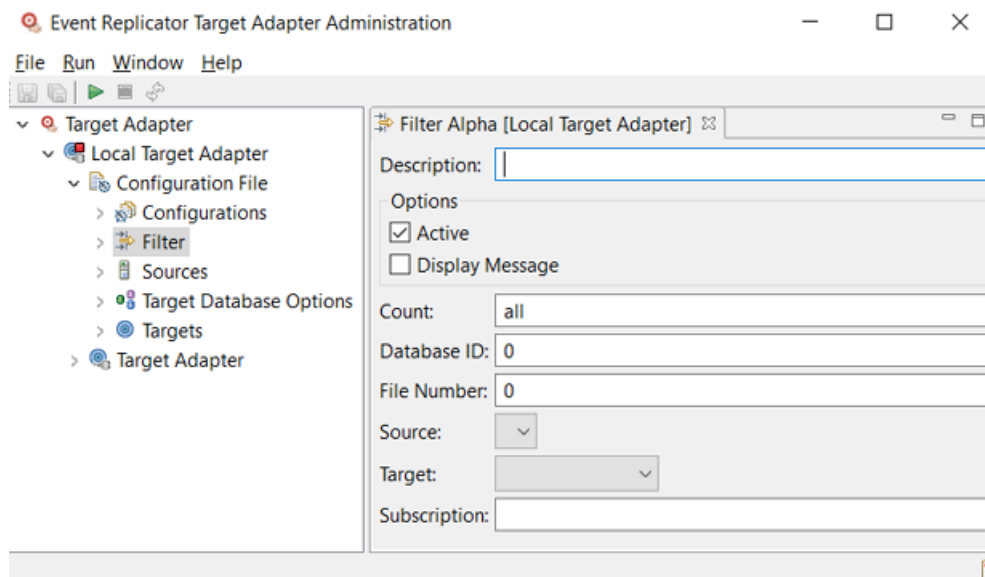 Event Replicator Target Adapter Administration
File Run Window Help
Target Adapter
Local Target Adapter
Configuration File
Configurations
Filter
Sources
Target Database Options
Targets
Target Adapter
Filter Alpha [Local Target Adapter]
Description:
Options
Active
Display Message
Count: all
Database ID: 0
File Number: 0
Source:
Target:
Subscription: